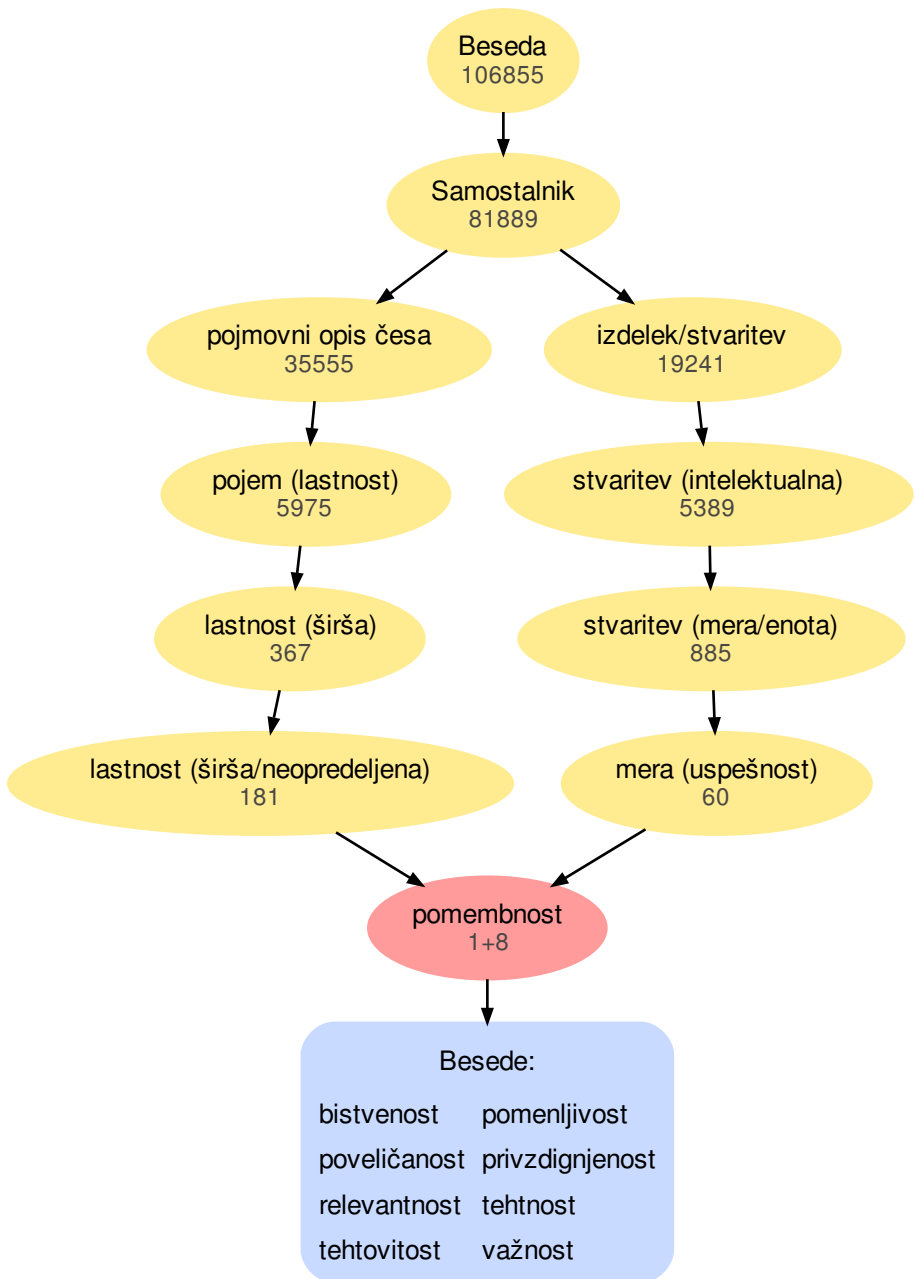 Beseda
106855
Samostalnik
81889
pojmovni opis česa
35555
izdelek/stvaritev
19241
pojem (lastnost)
5975
stvaritev (intelektualna)
5389
lastnost (širša)
367
stvaritev (mera/enota)
885
lastnost (širša/neopredeljena)
181
mera (uspešnost)
60
pomembnost
1+8
Besede:
bistvenost pomenljivost
poveličanost privzdignjenost
relevantnost tehtnost
tehtovitost važnost